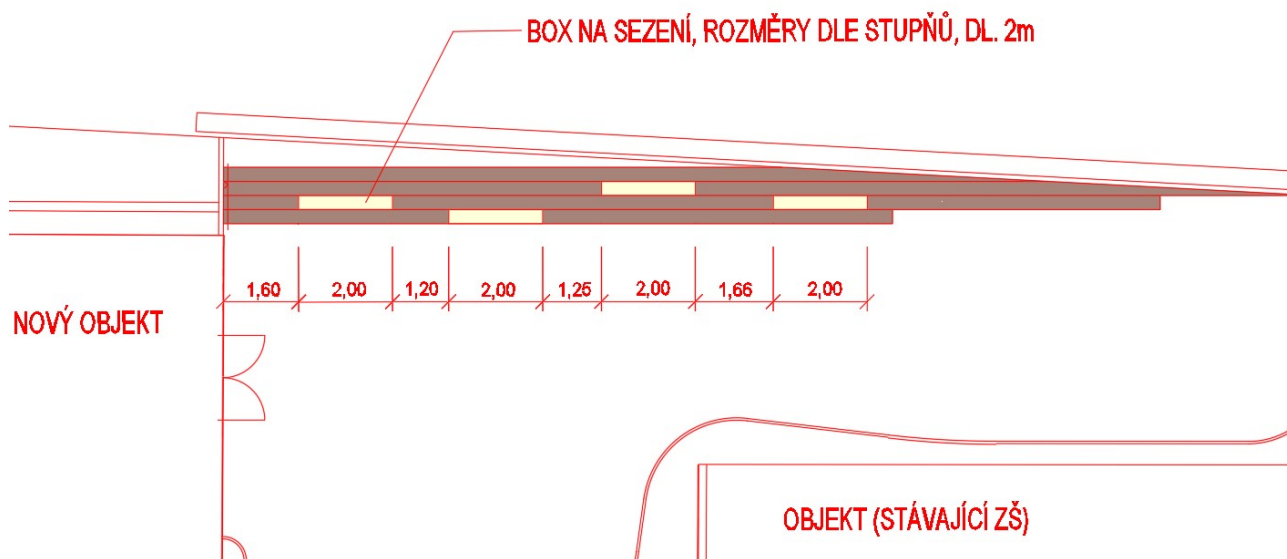 BOX NA SEZENÍ, ROZMĚRY DLE STUPŇŮ, DL. 2m
1,60 2,00 1,20 2,00 1,25 2,00 1,66 2,00
NOVÝ OBJEKT
OBJEKT (STÁVAJÍCÍ ZŠ)